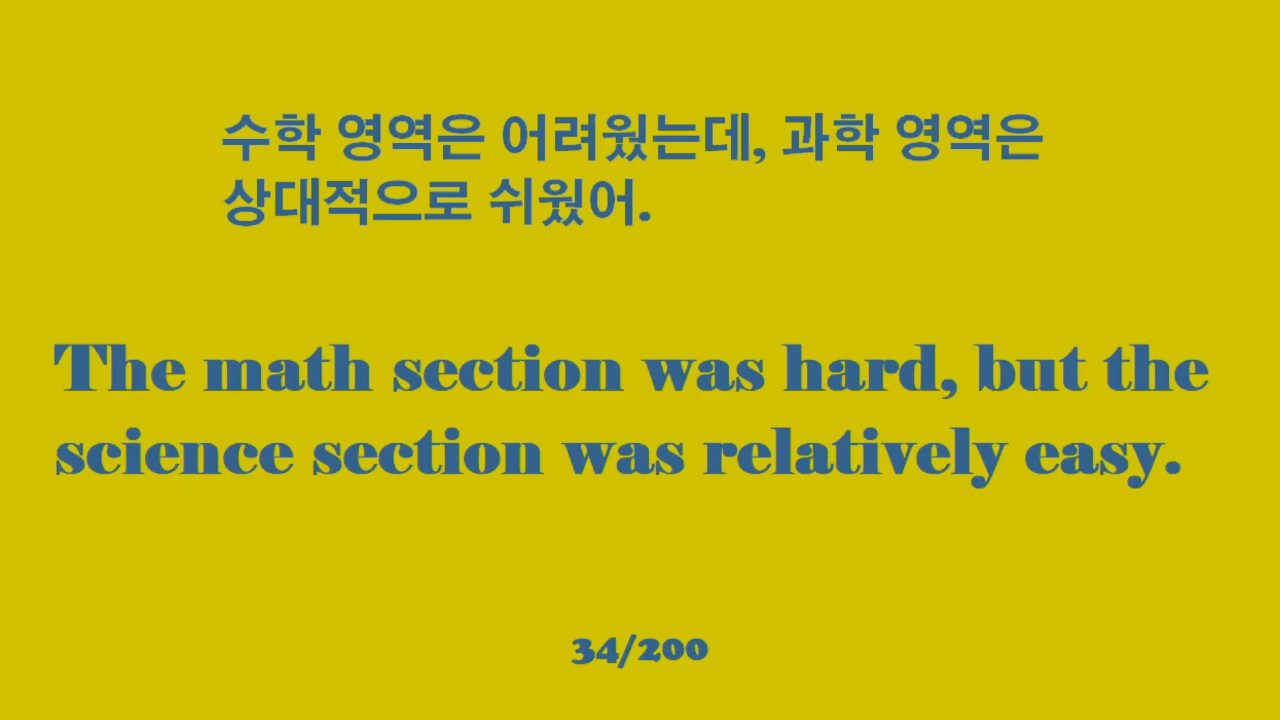 수학 영역은 어려웠는데, 과학 영역은
상대적으로 쉬웠어.
The math section was hard, but the
science section was relatively easy.
34/200